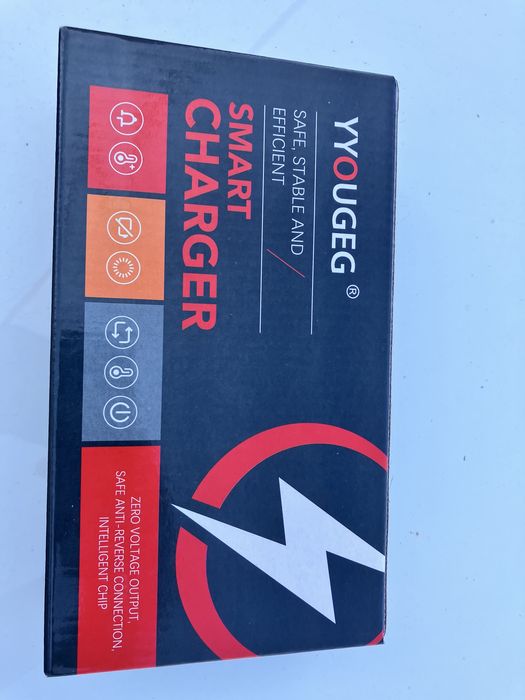 YYOUGEG ®
SAFE, STABLE AND
EFFICIENT
SMART
CHARGER
ZERO VOLTAGE OUTPUT,
SAFE ANTI-REVERSE CONNECTION,
INTELLIGENT CHIP